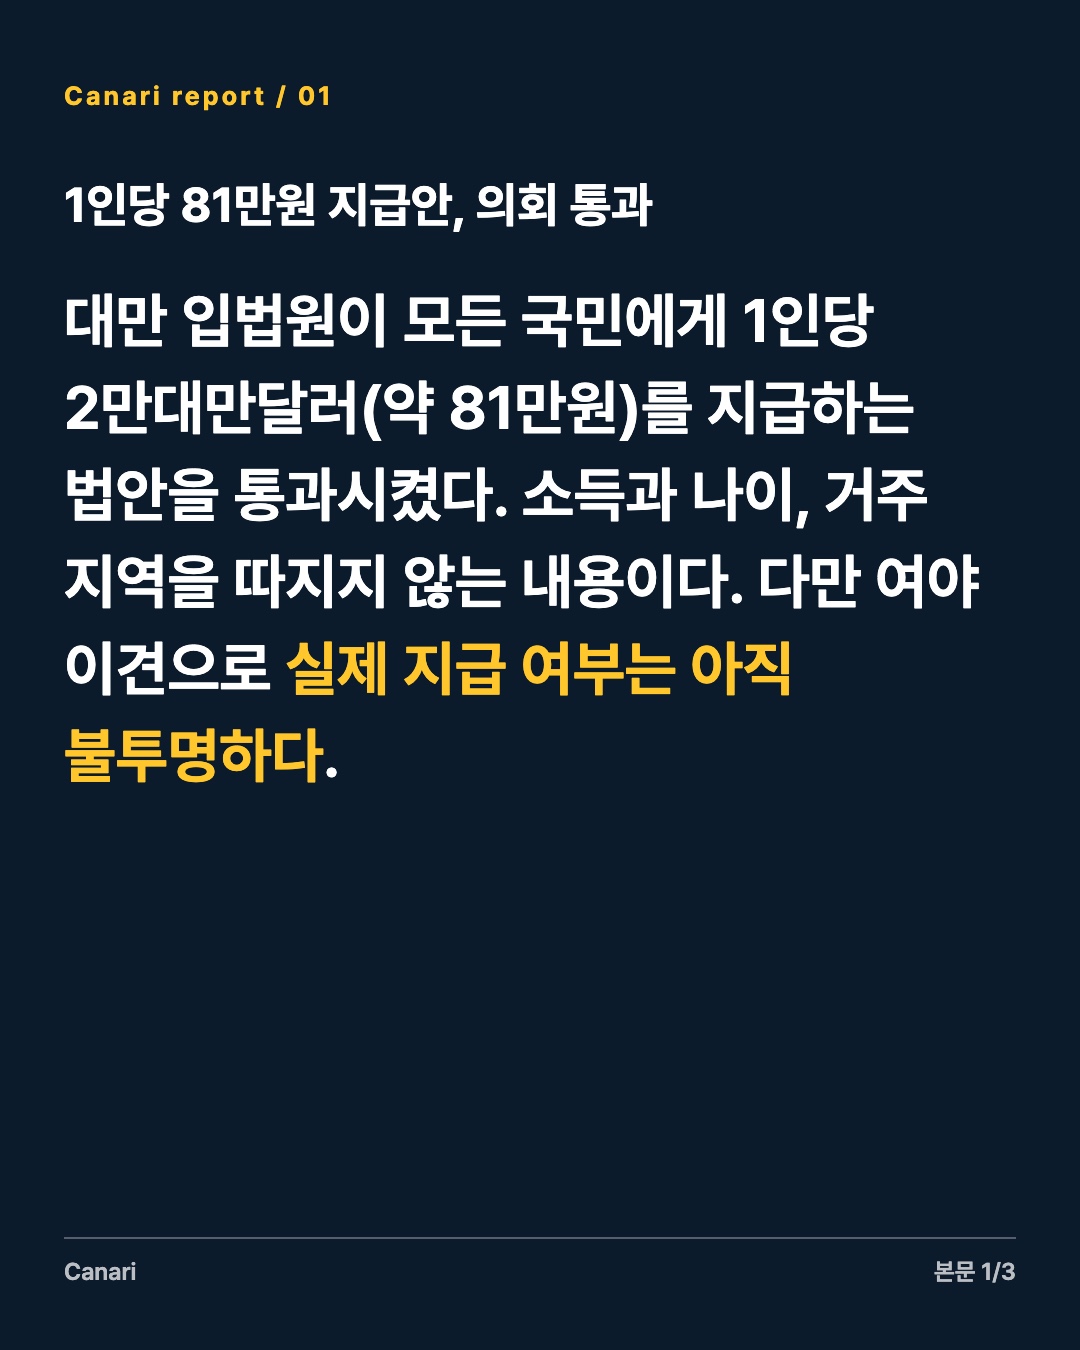 Canari report / 01
1인당 81만원 지급안, 의회 통과
대만 입법원이 모든 국민에게 1인당
2만대만달러(약 81만원)를 지급하는
법안을 통과시켰다. 소득과 나이, 거주
지역을 따지지 않는 내용이다. 다만 여야
이견으로 실제 지급 여부는 아직
불투명하다.
Canari
본문 1/3